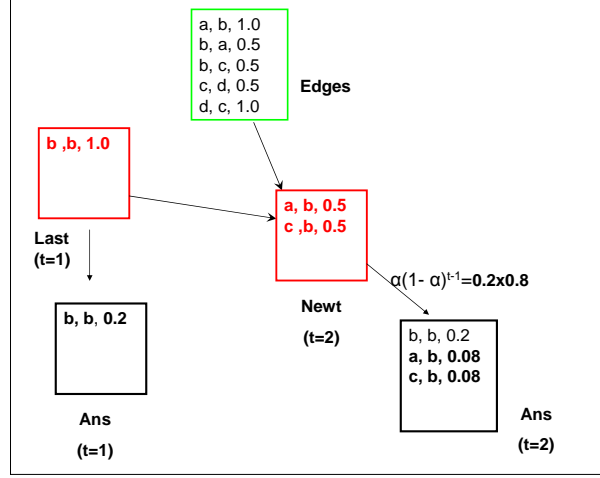 a, b, 1.0
b, a, 0.5
b, c, 0.5
c, d, 0.5
d, c, 1.0
Edges
b ,b, 1.0
Last
(t=1)
a, b, 0.5
c ,b, 0.5
Newt
(t=2)
α(1- α)^t-1=0.2x0.8
b, b, 0.2
Ans
(t=1)
b, b, 0.2
a, b, 0.08
c, b, 0.08
Ans
(t=2)